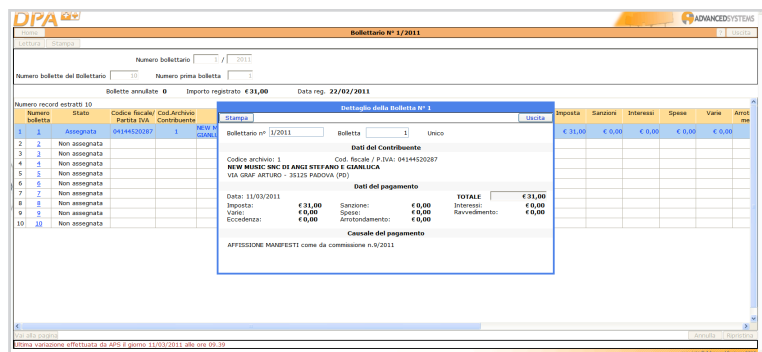 DPA
ADVANCEDSYSTEMS
Home Bollettario N° 1/2011 ? Uscita
Lettura Stampa
Numero bollettario 1 / 2011
Numero bollette del Bollettario 10 Numero prima bolletta 1
Bollette annullate 0 Importo registrato € 31,00 Data reg. 22/02/2011
Numero record estratti 10
Numero bolletta Stato Codice fiscale/ Partita IVA Cod.Archivio Contribuente Imposta Sanzioni Interessi Spese Varie Arrot
1 1 Assegnata 04144520287 1 NEW M GIANLU € 31,00 € 0,00 € 0,00 € 0,00 € 0,00
2 2 Non assegnata
3 3 Non assegnata
4 4 Non assegnata
5 5 Non assegnata
6 6 Non assegnata
7 7 Non assegnata
8 8 Non assegnata
9 9 Non assegnata
10 10 Non assegnata
Dettaglio della Bolletta N° 1
Stampa Uscita
Bollettario n° 1/2011 Bolletta 1 Unico
Dati del Contribuente
Codice archivio: 1 Cod. fiscale / P.IVA: 04144520287
NEW MUSIC SNC DI ANGI STEFANO E GIANLUCA
VIA GRAF ARTURO - 35125 PADOVA (PD)
Dati del pagamento
Data: 11/03/2011 TOTALE € 31,00
Imposta: € 31,00 Sanzione: € 0,00 Interessi: € 0,00
Varie: € 0,00 Spese: € 0,00 Ravvedimento: € 0,00
Eccedenza: € 0,00 Arrotondamento: € 0,00
Causale del pagamento
AFFISSIONE MANIFESTI come da commissione n.9/2011
Vai alla pagina Annulla Ripristina
Ultima variazione effettuata da APS il giorno 11/03/2011 alle ore 09.39